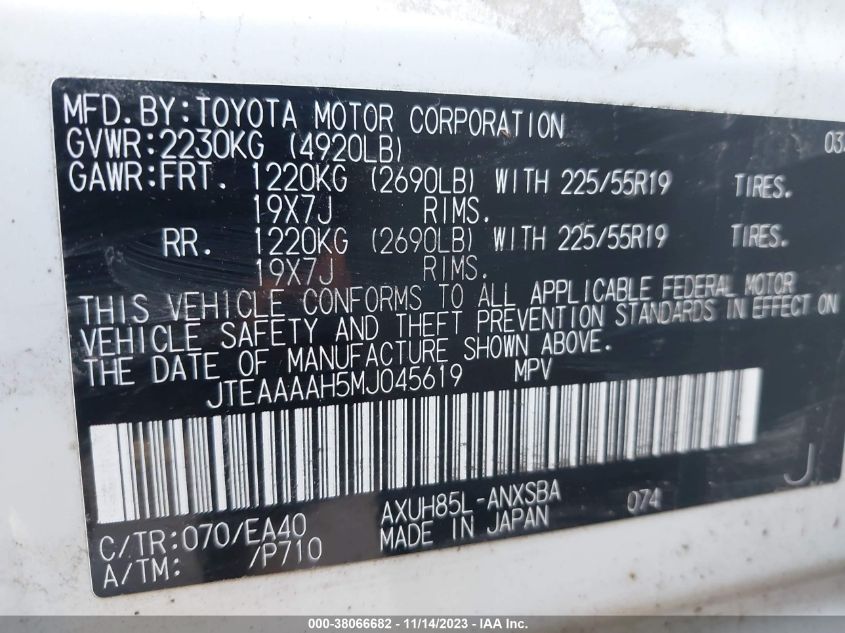 MFD.BY:TOYOTA MOTOR CORPORATION
GVWR:2230KG (4920LB)
GAWR:FRT. 1220KG (2690LB) WITH 225/55R19 TIRES.
19X7J RIMS.
RR. 1220KG (2690LB) WITH 225/55R19 TIRES.
19X7J RIMS.
THIS VEHICLE CONFORMS TO ALL APPLICABLE FEDERAL MOTOR
VEHICLE SAFETY AND THEFT PREVENTION STANDARDS IN EFFECT ON
THE DATE OF MANUFACTURE SHOWN ABOVE.
JTEAAAAH5MJ045619 MPV
J
C/TR:070/EA40 AXUH85L-ANXSBA 074
A/TM: /P710 MADE IN JAPAN
000-38066682 - 11/14/2023 - IAA Inc.